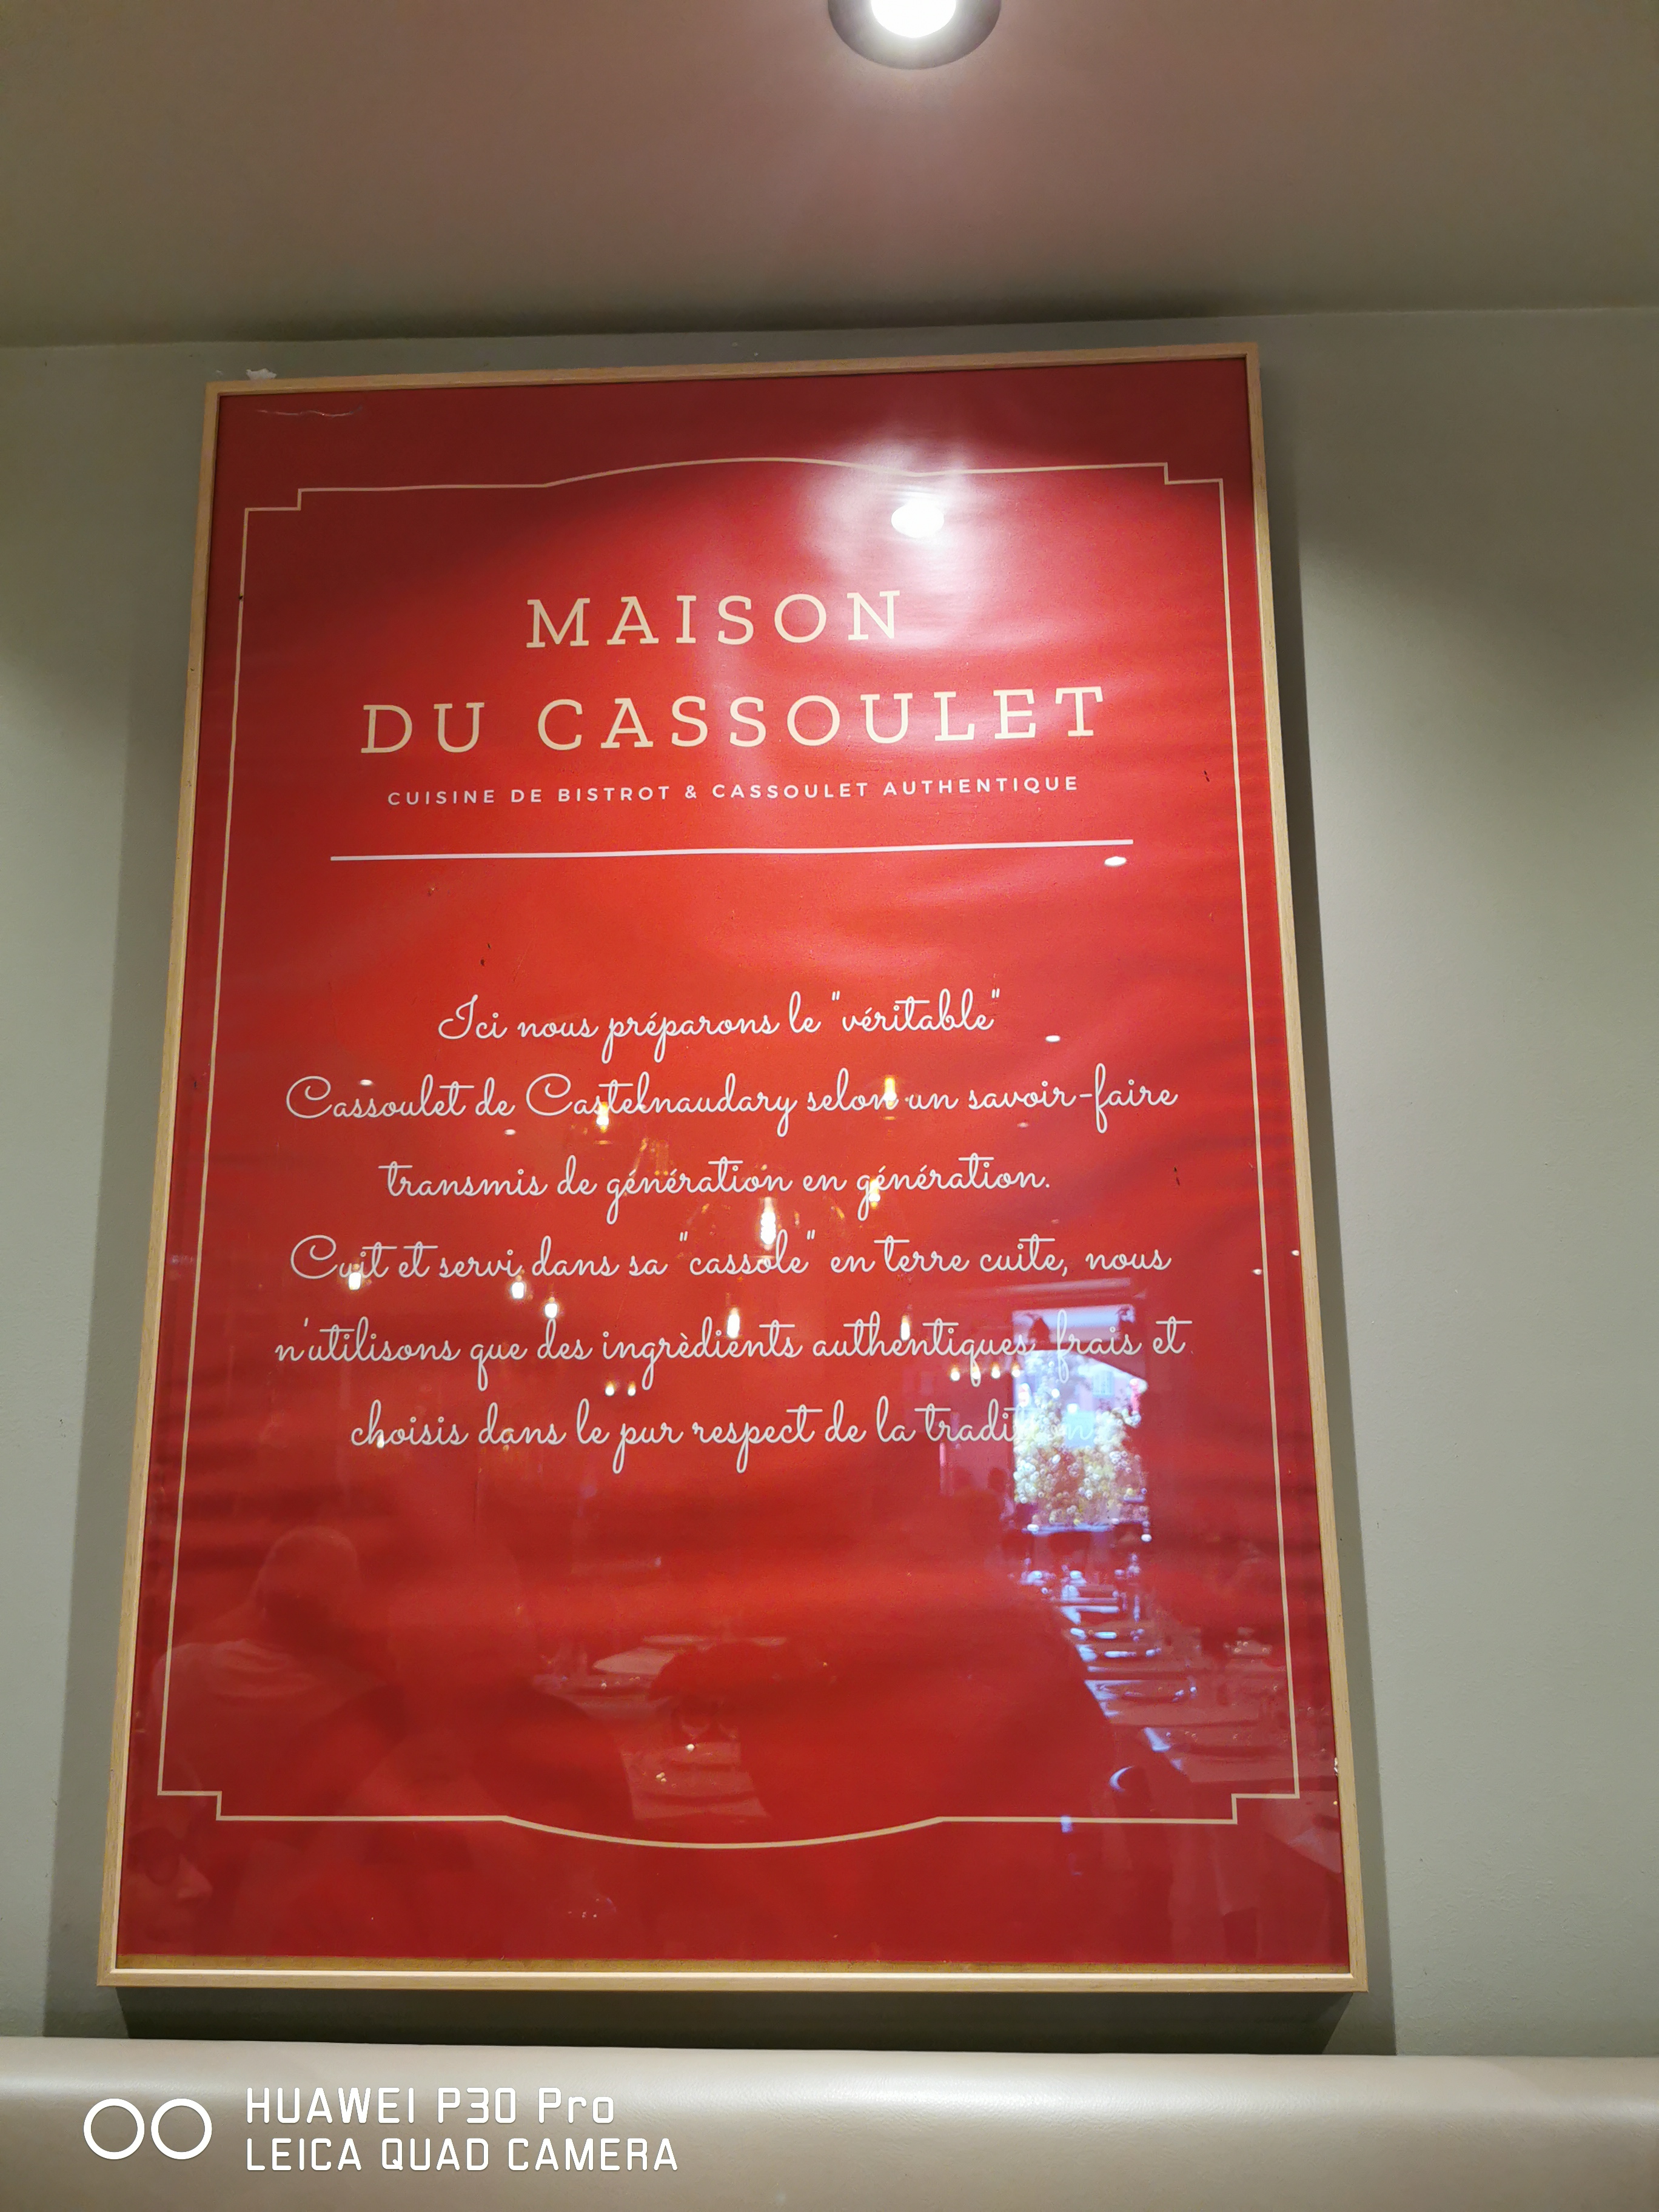 MAISON
DU CASSOULET
CUISINE DE BISTROT & CASSOULET AUTHENTIQUE
Ici nous préparons le "véritable"
Cassoulet de Castelnaudary selon un savoir-faire
transmis de génération en génération.
Cuit et servi dans sa "cassole" en terre cuite, nous
n'utilisons que des ingrèdients authentiques, frais et
choisis dans le pur respect de la tradition.
HUAWEI P30 Pro
LEICA QUAD CAMERA